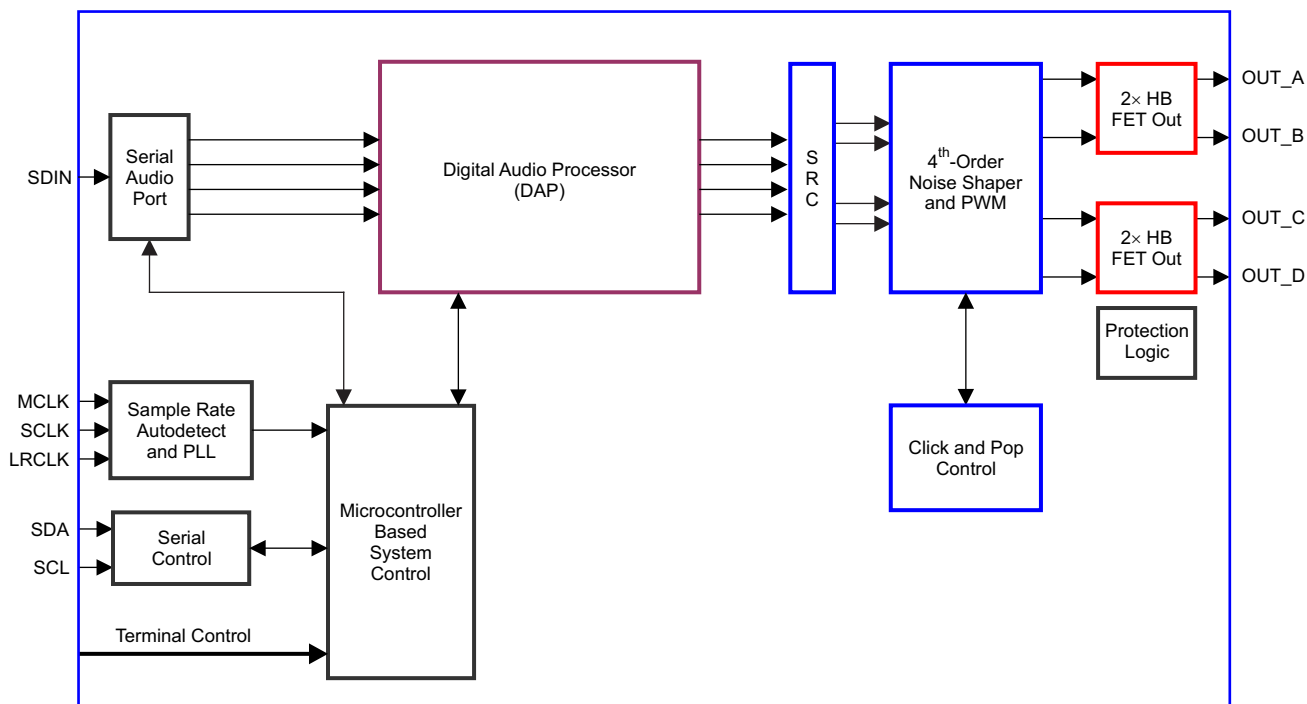 SDIN
Serial
Audio
Port
Digital Audio Processor
(DAP)
S
R
C
4th-Order
Noise Shaper
and PWM
2× HB
FET Out
OUT_A
OUT_B
2× HB
FET Out
OUT_C
OUT_D
Protection
Logic
MCLK
SCLK
LRCLK
Sample Rate
Autodetect
and PLL
SDA
SCL
Serial
Control
Microcontroller
Based
System
Control
Click and Pop
Control
Terminal Control